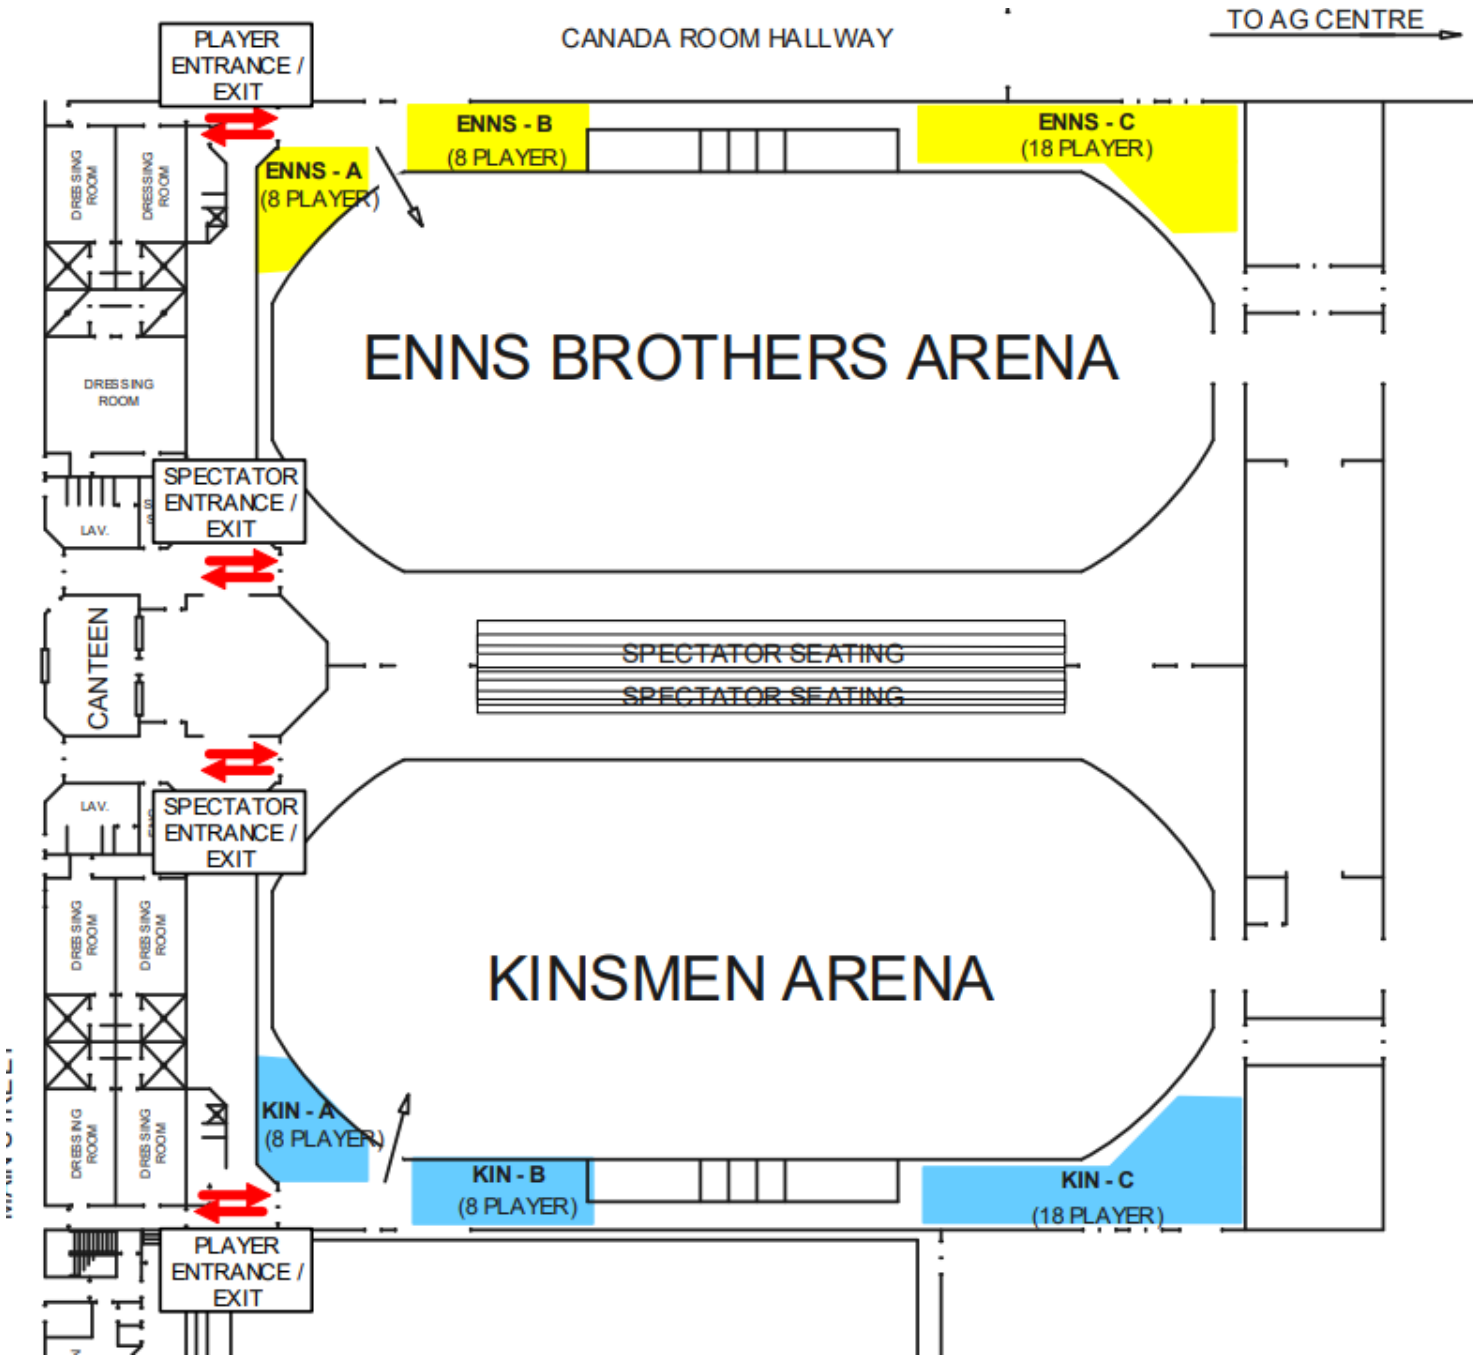 TO AG CENTRE
CANADA ROOM HALLWAY
PLAYER
ENTRANCE /
EXIT
ENNS - A
(8 PLAYER)
ENNS - B
(8 PLAYER)
ENNS - C
(18 PLAYER)
DRESSING
ROOM
DRESSING
ROOM
DRESSING
ROOM
ENNS BROTHERS ARENA
SPECTATOR
ENTRANCE /
EXIT
LAV.
CANTEEN
SPECTATOR SEATING
SPECTATOR SEATING
LAV.
SPECTATOR
ENTRANCE /
EXIT
DRESSING
ROOM
DRESSING
ROOM
KINSMEN ARENA
KIN - A
(8 PLAYER)
KIN - B
(8 PLAYER)
KIN - C
(18 PLAYER)
DRESSING
ROOM
DRESSING
ROOM
PLAYER
ENTRANCE /
EXIT